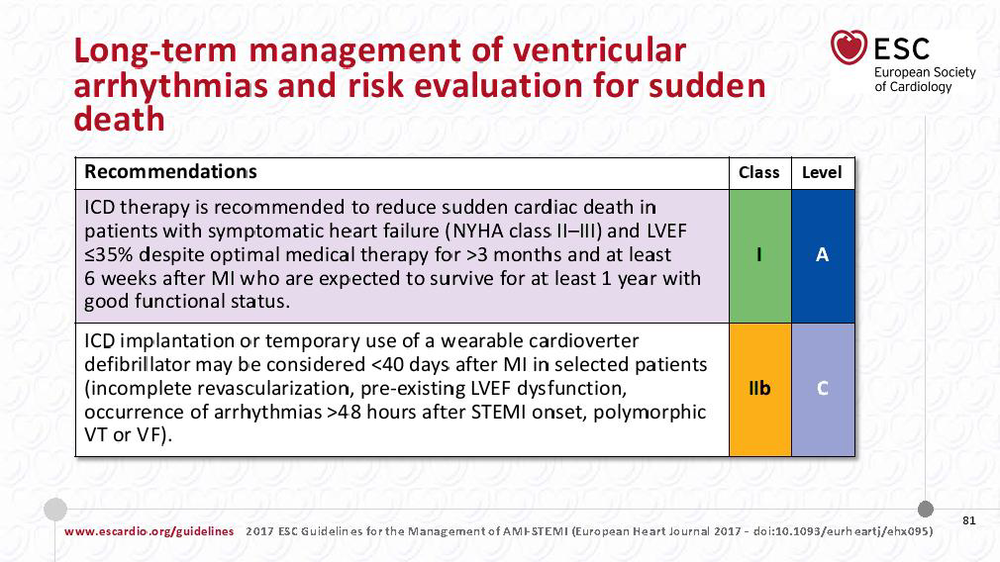 Long-term management of ventricular
arrhythmias and risk evaluation for sudden
death
ESC
European Society
of Cardiology
Recommendations Class Level
ICD therapy is recommended to reduce sudden cardiac death in
patients with symptomatic heart failure (NYHA class II–III) and LVEF
≤35% despite optimal medical therapy for >3 months and at least
6 weeks after MI who are expected to survive for at least 1 year with
good functional status.
I A
ICD implantation or temporary use of a wearable cardioverter
defibrillator may be considered <40 days after MI in selected patients
(incomplete revascularization, pre-existing LVEF dysfunction,
occurrence of arrhythmias >48 hours after STEMI onset, polymorphic
VT or VF).
IIb C
81
www.escardio.org/guidelines 2017 ESC Guidelines for the Management of AMI-STEMI (European Heart Journal 2017 - doi:10.1093/eurheartj/ehx095)